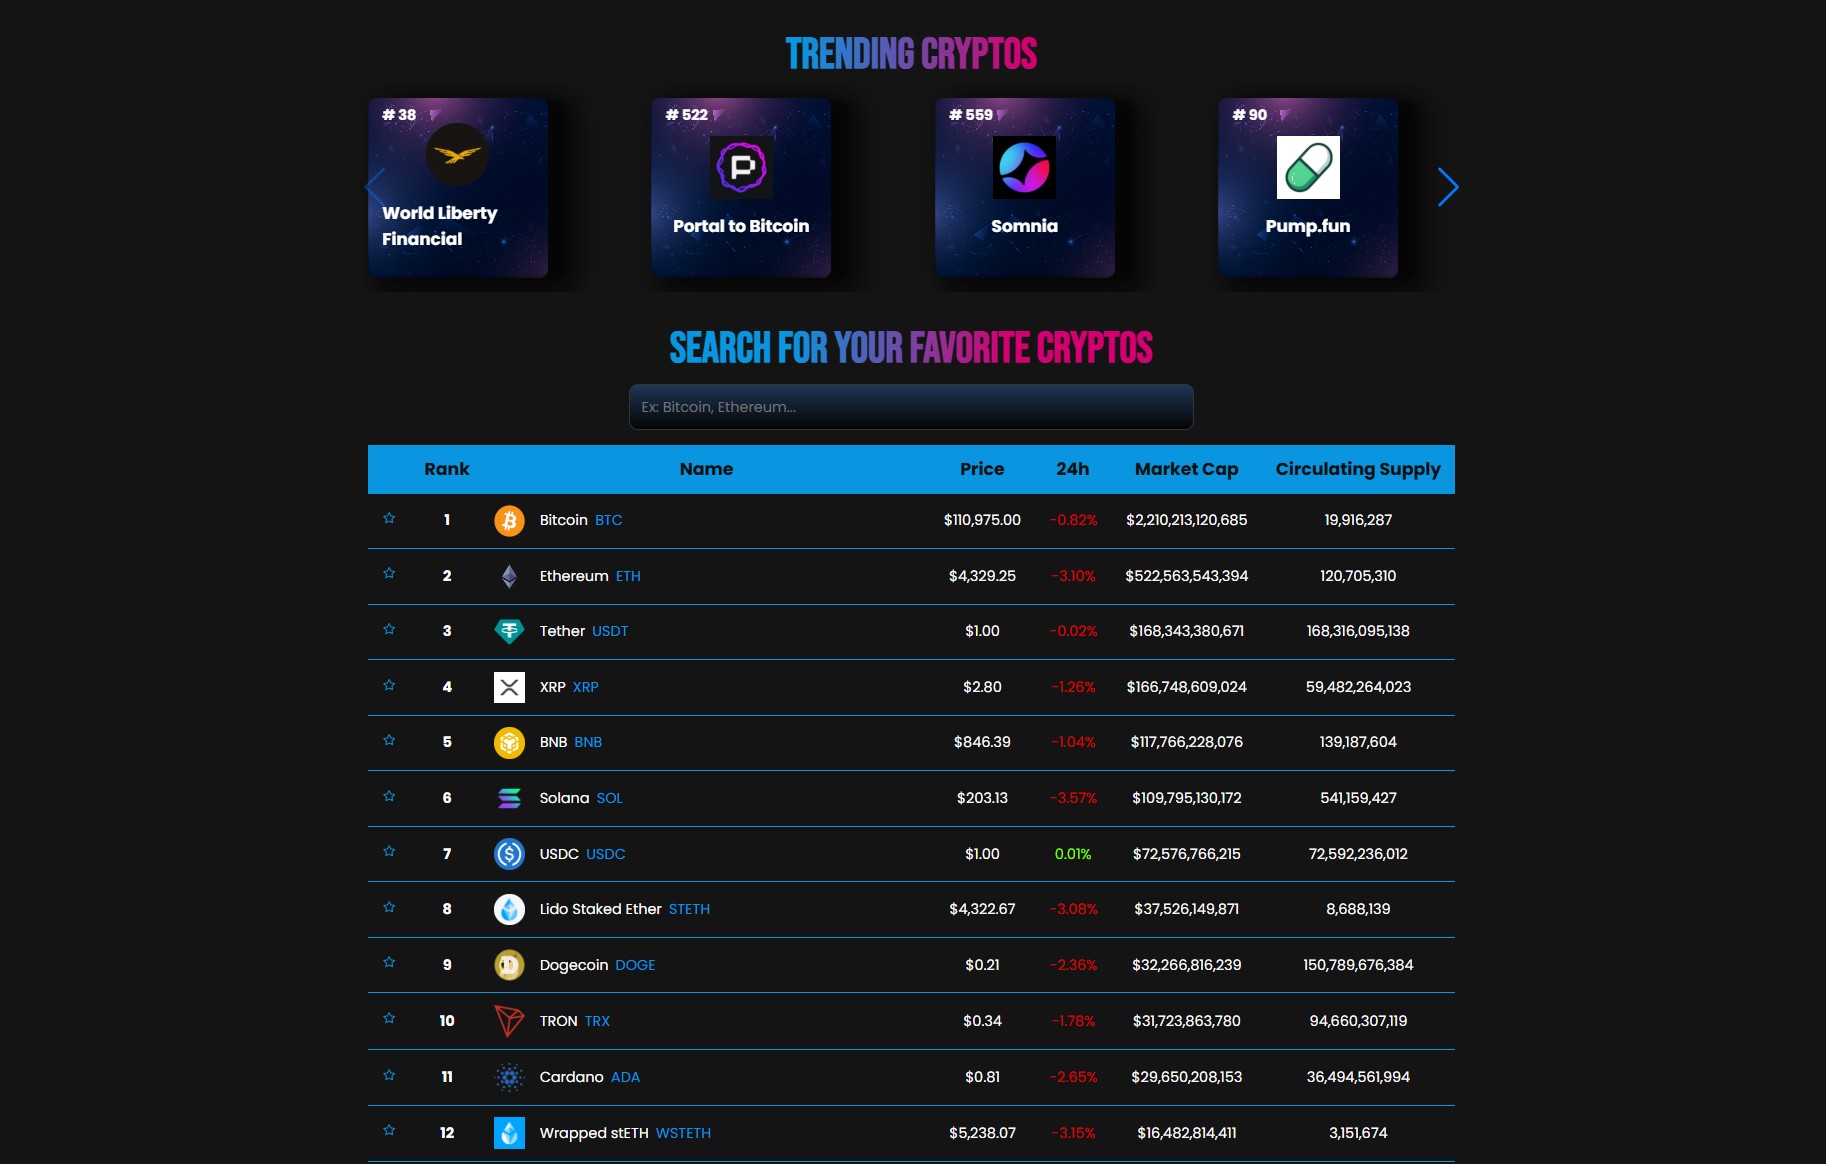 TRENDING CRYPTOS
# 38
World Liberty
Financial
# 522
Portal to Bitcoin
# 559
Somnia
# 90
Pump.fun
SEARCH FOR YOUR FAVORITE CRYPTOS
Ex: Bitcoin, Ethereum...
Rank Name Price 24h Market Cap Circulating Supply
1 Bitcoin BTC $110,975.00 -0.82% $2,210,213,120,685 19,916,287
2 Ethereum ETH $4,329.25 -3.10% $522,563,543,394 120,705,310
3 Tether USDT $1.00 -0.02% $168,343,380,671 168,316,095,138
4 XRP XRP $2.80 -1.26% $166,748,609,024 59,482,264,023
5 BNB BNB $846.39 -1.04% $117,766,228,076 139,187,604
6 Solana SOL $203.13 -3.57% $109,795,130,172 541,159,427
7 USDC USDC $1.00 0.01% $72,576,766,215 72,592,236,012
8 Lido Staked Ether STETH $4,322.67 -3.08% $37,526,149,871 8,688,139
9 Dogecoin DOGE $0.21 -2.36% $32,266,816,239 150,789,676,384
10 TRON TRX $0.34 -1.78% $31,723,863,780 94,660,307,119
11 Cardano ADA $0.81 -2.65% $29,650,208,153 36,494,561,994
12 Wrapped stETH WSTETH $5,238.07 -3.15% $16,482,814,411 3,151,674